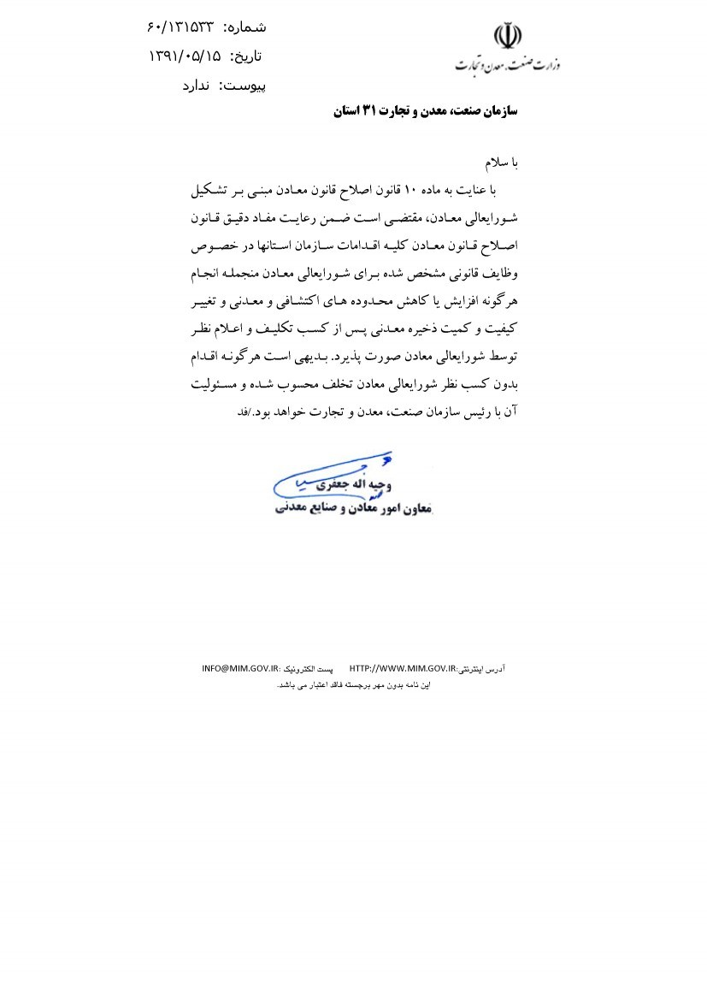 وزارت صنعت، معدن و تجارت
شماره: ۶۰/۱۳۱۵۳۳
تاریخ: ۱۳۹۱/۰۵/۱۵
پیوست: ندارد
سازمان صنعت، معدن و تجارت ۳۱ استان
با سلام
با عنایت به ماده ۱۰ قانون اصلاح قانون معادن مبنی بر تشکیل
شورایعالی معادن، مقتضی است ضمن رعایت مفاد دقیق قانون
اصلاح قانون معادن کلیه اقدامات سازمان استانها در خصوص
وظایف قانونی مشخص شده برای شورایعالی معادن منجمله انجام
هرگونه افزایش یا کاهش محدوده های اکتشافی و معدنی و تغییر
کیفیت و کمیت ذخیره معدنی پس از کسب تکلیف و اعلام نظر
توسط شورایعالی معادن صورت پذیرد. بدیهی است هرگونه اقدام
بدون کسب نظر شورایعالی معادن تخلف محسوب شده و مسئولیت
آن با رئیس سازمان صنعت، معدن و تجارت خواهد بود./فد
وجیه اله جعفری
معاون امور معادن و صنایع معدنی
آدرس اینترنتی:HTTP://WWW.MIM.GOV.IR پست الکترونیک :INFO@MIM.GOV.IR
این نامه بدون مهر برجسته فاقد اعتبار می باشد.